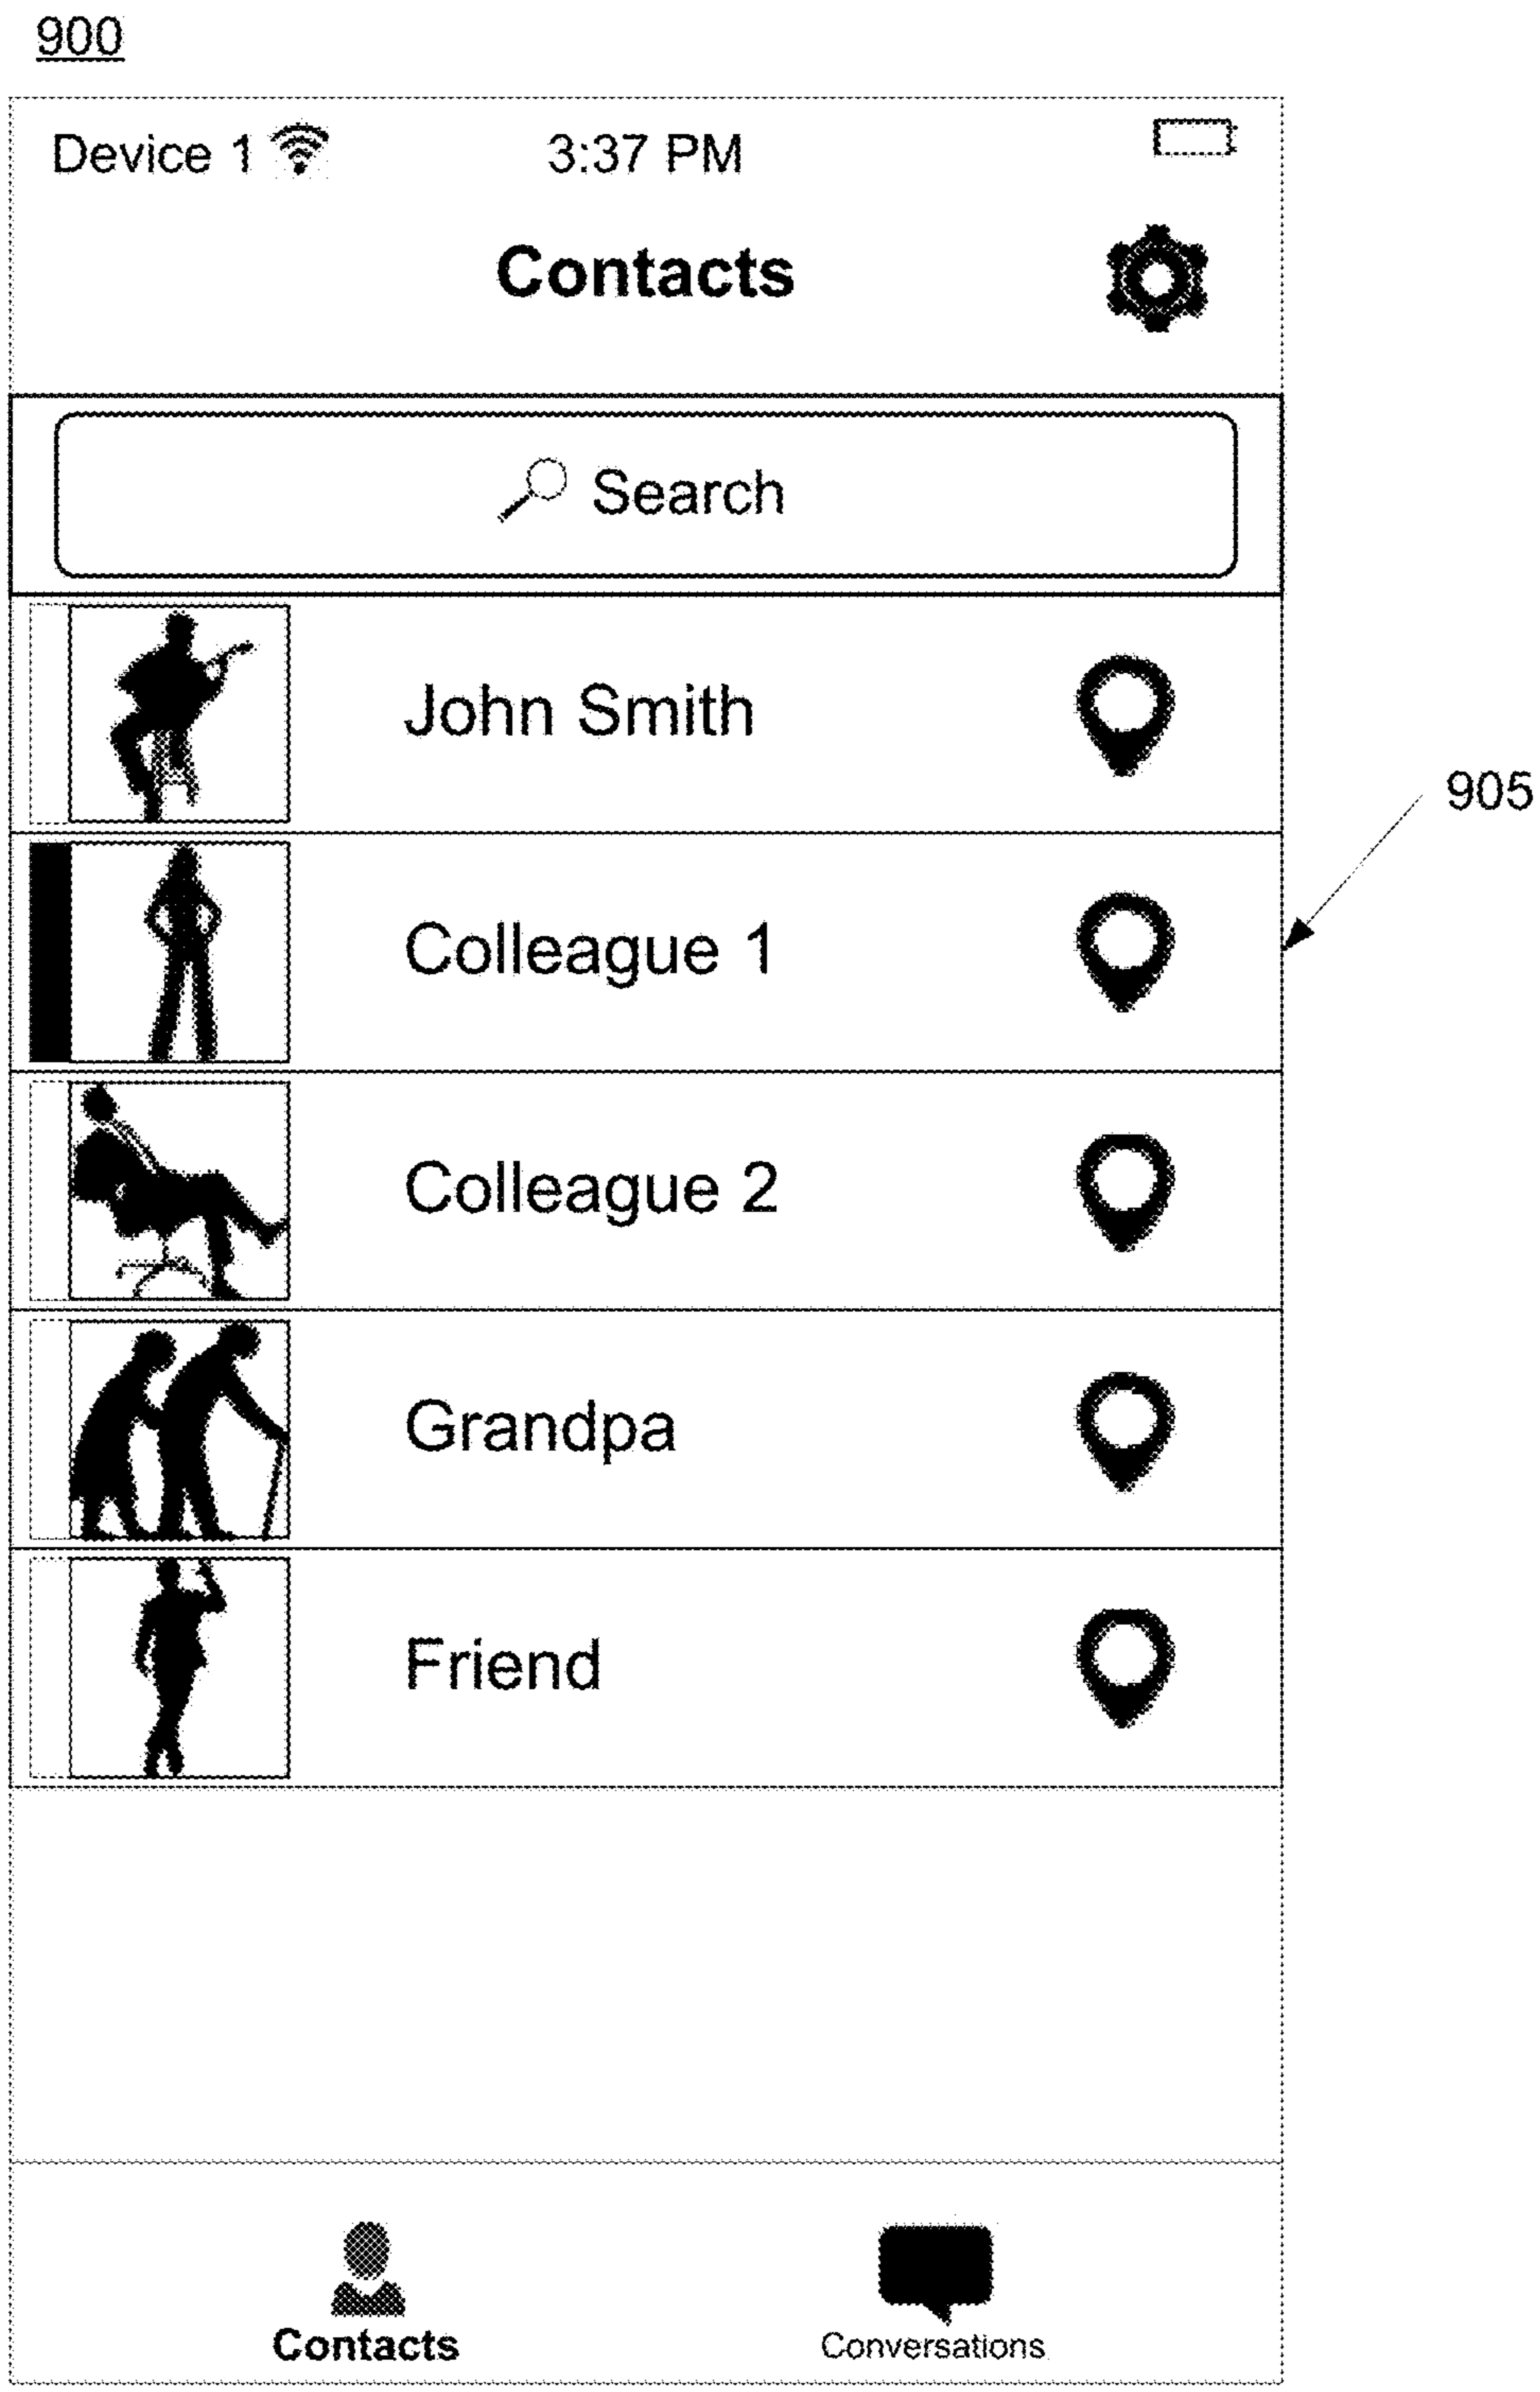 900
Device 1 3:37 PM
Contacts
Search
John Smith
905
Colleague 1
Colleague 2
Grandpa
Friend
Contacts Conversations